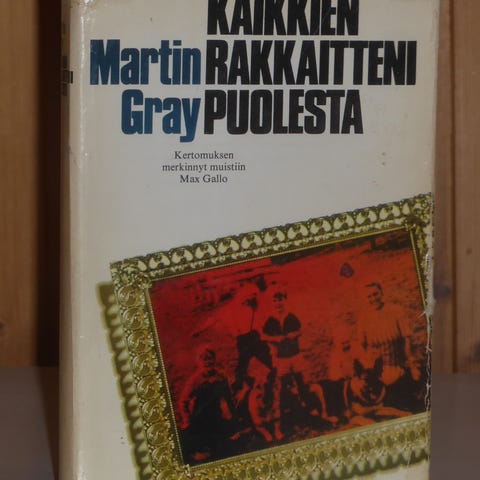 KAIKKIEN
Martin RAKKAITTENI
Gray PUOLESTA
Kertomuksen
merkinnyt muistiin
Max Gallo